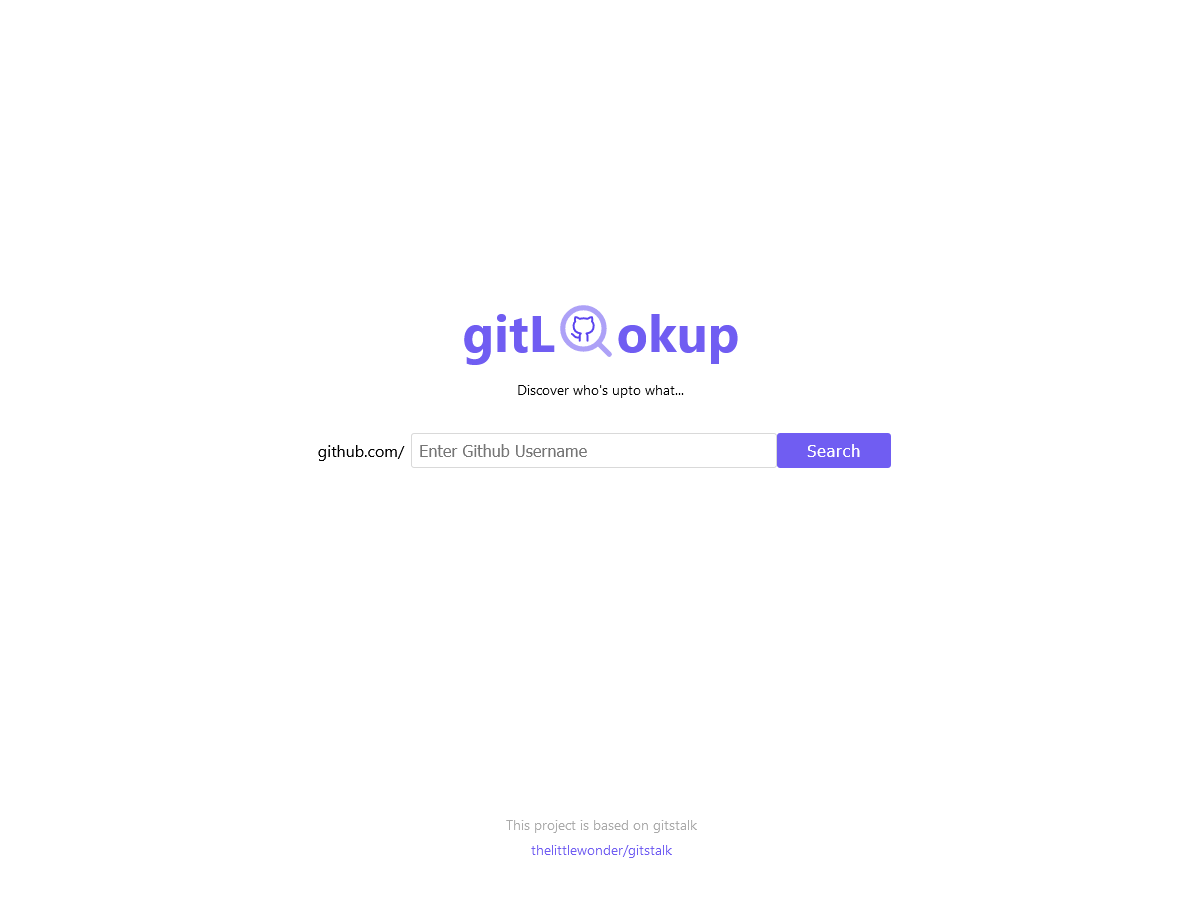 gitLookup
Discover who's upto what...
github.com/ Enter Github Username Search
This project is based on gitstalk
thelittlewonder/gitstalk